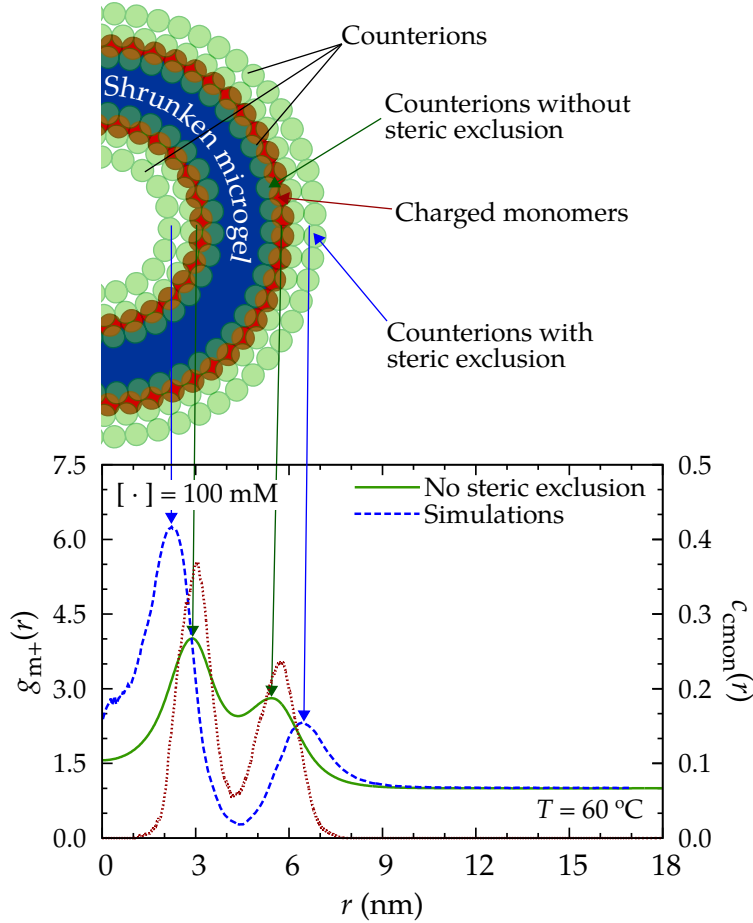 Counterions
Shrunken microgel
Counterions without
steric exclusion
Charged monomers
Counterions with
steric exclusion
[ · ] = 100 mM
No steric exclusion
Simulations
T = 60 ºC
7.5
6.0
4.5
3.0
1.5
0.0
gm+(r)
0.5
0.4
0.3
0.2
0.1
0.0
ccmon(r)
0 3 6 9 12 15 18
r (nm)